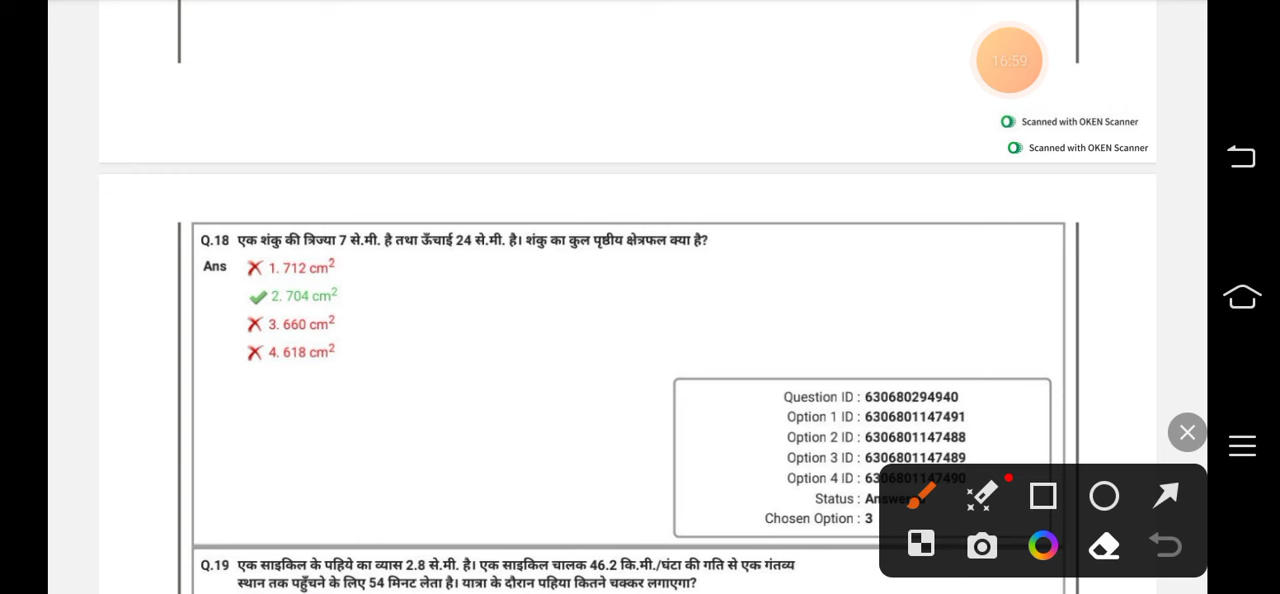 16:59
Scanned with OKEN Scanner
Scanned with OKEN Scanner
Q.18 एक शंकु की त्रिज्या 7 से.मी. है तथा ऊँचाई 24 से.मी. है। शंकु का कुल पृष्ठीय क्षेत्रफल क्या है?
Ans 1. 712 cm²
2. 704 cm²
3. 660 cm²
4. 618 cm²
Question ID : 630680294940
Option 1 ID : 6306801147491
Option 2 ID : 6306801147488
Option 3 ID : 6306801147489
Option 4 ID : 6306801147490
Status : Answered
Chosen Option : 3
Q.19 एक साइकिल के पहिये का व्यास 2.8 से.मी. है। एक साइकिल चालक 46.2 कि.मी./घंटा की गति से एक गंतव्य
स्थान तक पहुँचने के लिए 54 मिनट लेता है। यात्रा के दौरान पहिया कितने चक्कर लगाएगा?